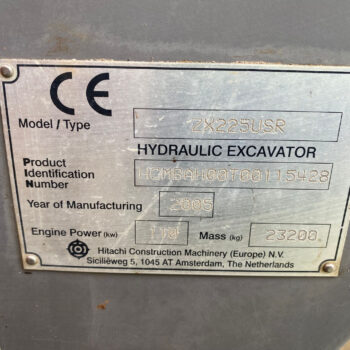 CE
Model / Type ZX225USR
HYDRAULIC EXCAVATOR
Product
Identification
Number
Year of Manufacturing 2005
Engine Power (kw) 110 Mass (kg) 23200
Hitachi Construction Machinery (Europe) N.V.
Siciliëweg 5, 1045 AT Amsterdam, The Netherlands